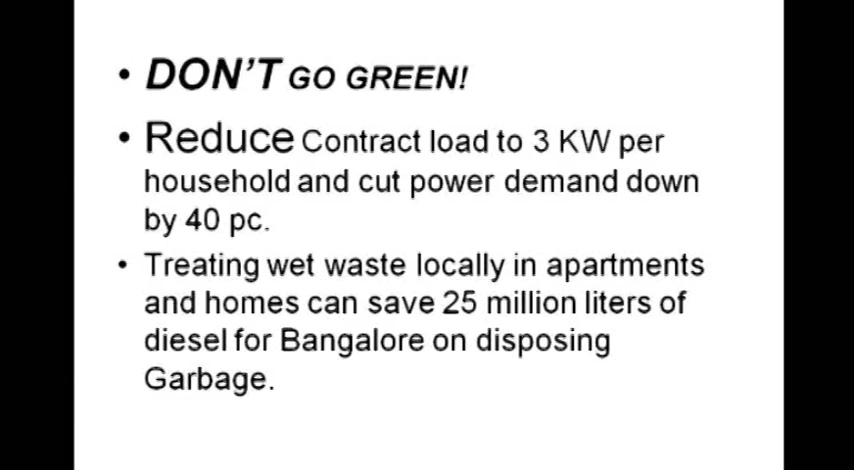 • DON'T GO GREEN!
• Reduce Contract load to 3 KW per
household and cut power demand down
by 40 pc.
• Treating wet waste locally in apartments
and homes can save 25 million liters of
diesel for Bangalore on disposing
Garbage.